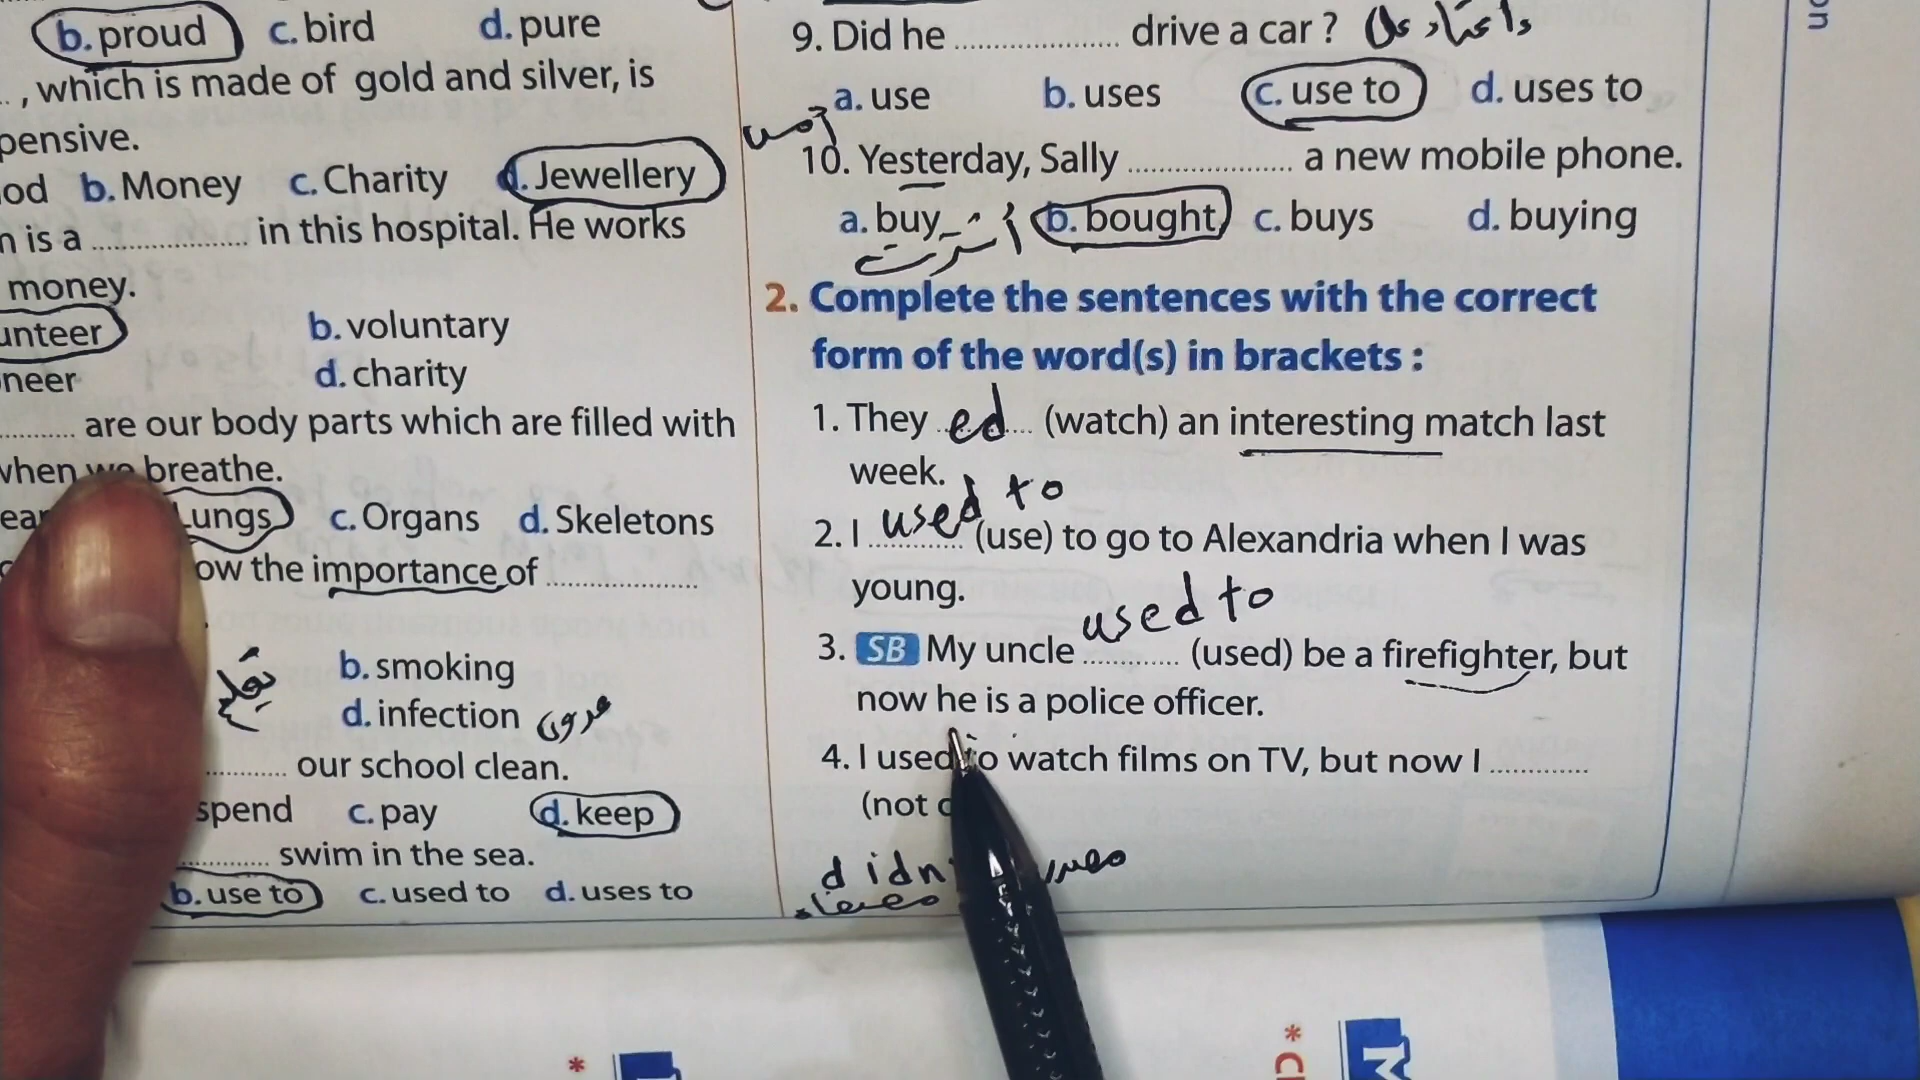 b. proud c. bird d. pure
.. , which is made of gold and silver, is
pensive.
od b. Money c. Charity d. Jewellery
n is a .................. in this hospital. He works
money.
unteer b. voluntary
neer d. charity
.......... are our body parts which are filled with
when we breathe.
ear Lungs c. Organs d. Skeletons
ow the importance of ..................
b. smoking
d. infection
............ our school clean.
spend c. pay d. keep
............ swim in the sea.
b. use to c. used to d. uses to
9. Did he ..................... drive a car ?
a. use b. uses c. use to d. uses to
10. Yesterday, Sally ..................... a new mobile phone.
a. buy b. bought c. buys d. buying
2. Complete the sentences with the correct
form of the word(s) in brackets :
1. They ed (watch) an interesting match last
week.
used to
2. I ............ (use) to go to Alexandria when I was
young.
used to
3. SB My uncle ............ (used) be a firefighter, but
now he is a police officer.
4. I used to watch films on TV, but now I ............
(not
didn
on
* M
* Cl